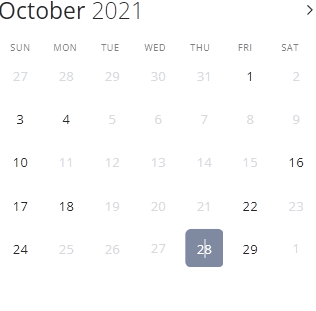 October 2021
SUN MON TUE WED THU FRI SAT
27 28 29 30 31 1 2
3 4 5 6 7 8 9
10 11 12 13 14 15 16
17 18 19 20 21 22 23
24 25 26 27 28 29 1